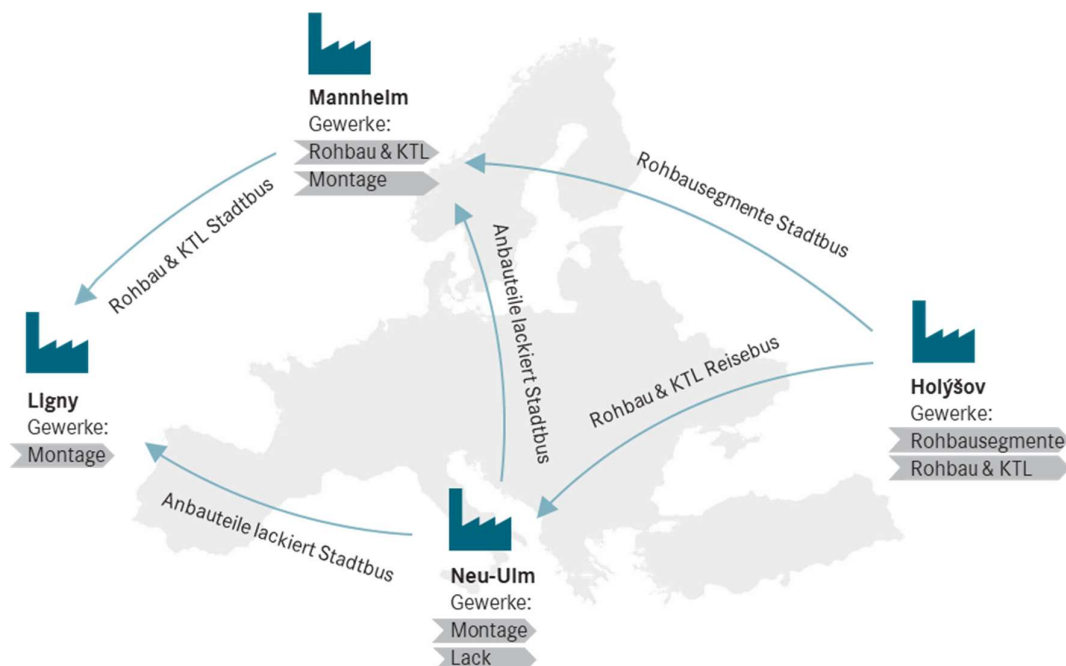 Mannheim
Gewerke:
Rohbau & KTL
Montage
Rohbausegmente Stadtbus
Rohbau & KTL Stadtbus
Anbauteile lackiert Stadtbus
Rohbau & KTL Reisebus
Ligny
Gewerke:
Montage
Holýšov
Gewerke:
Rohbausegmente
Rohbau & KTL
Anbauteile lackiert Stadtbus
Neu-Ulm
Gewerke:
Montage
Lack